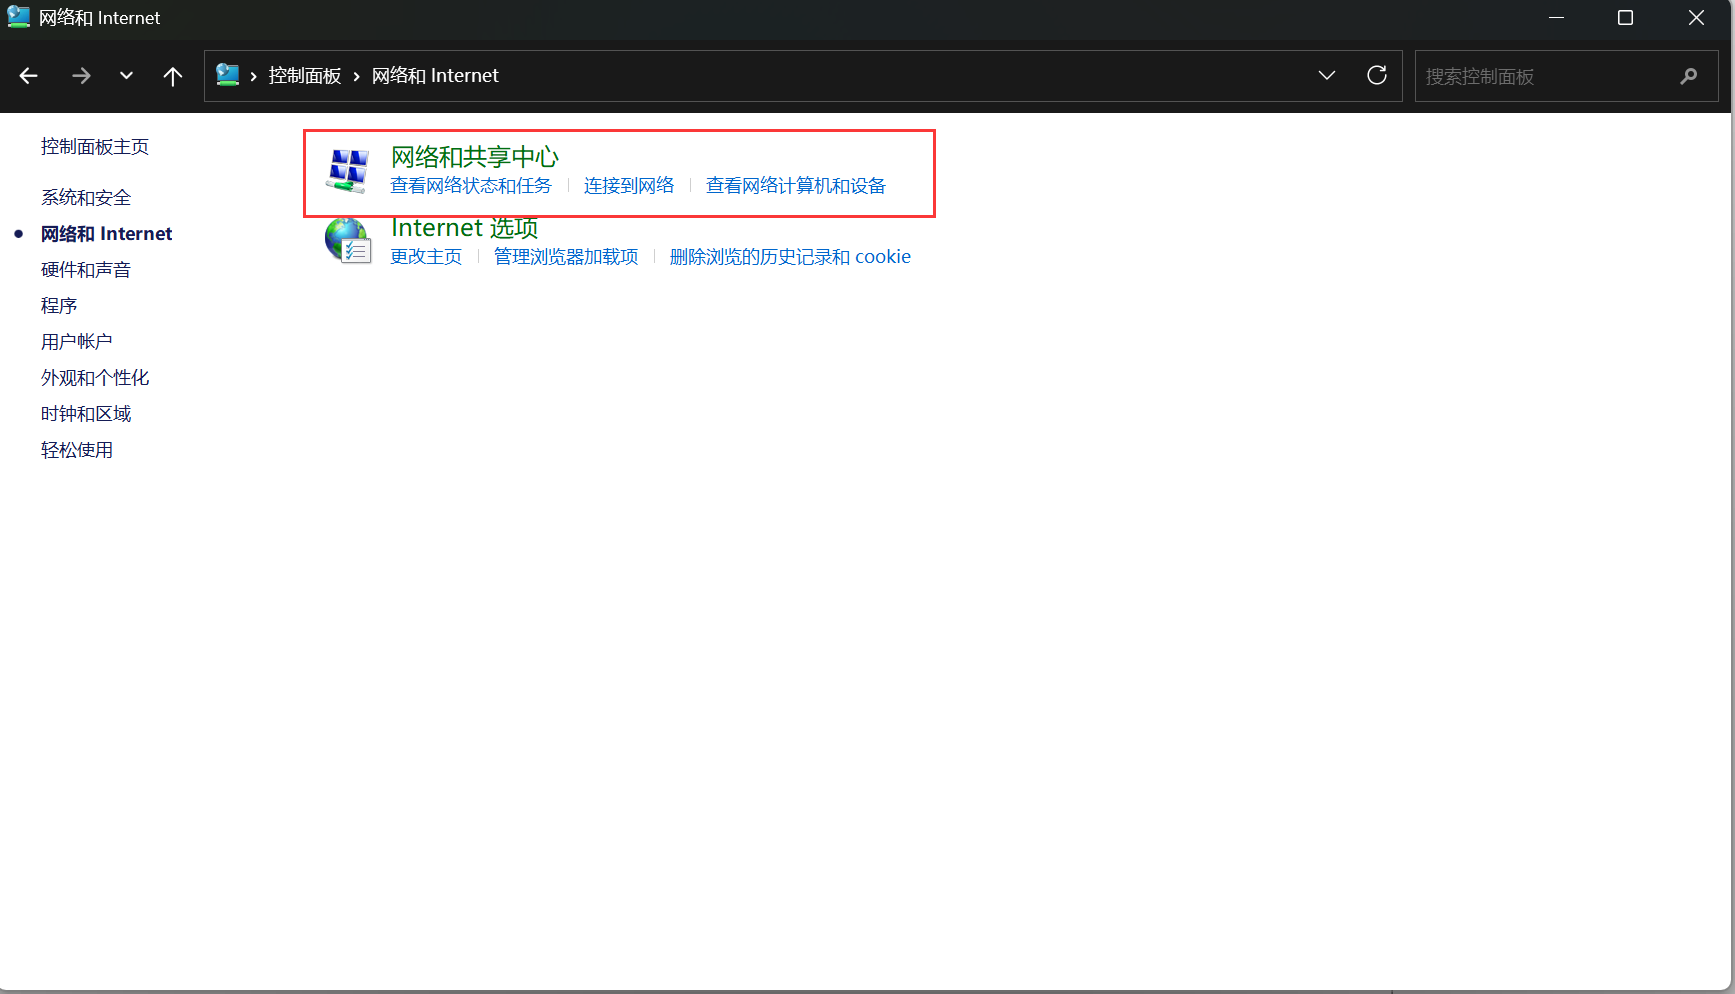 网络和 Internet
控制面板 › 网络和 Internet
搜索控制面板
控制面板主页
系统和安全
网络和 Internet
硬件和声音
程序
用户帐户
外观和个性化
时钟和区域
轻松使用
网络和共享中心
查看网络状态和任务 连接到网络 查看网络计算机和设备
Internet 选项
更改主页 管理浏览器加载项 删除浏览的历史记录和 cookie